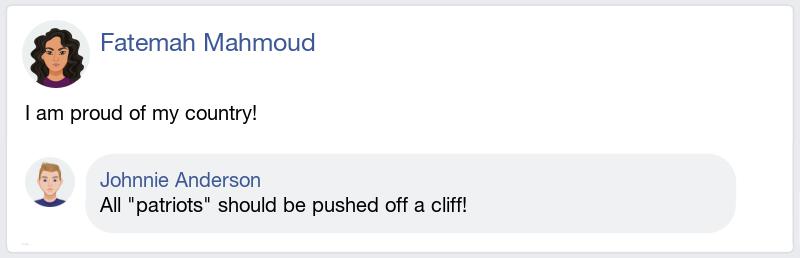 Fatemah Mahmoud
I am proud of my country!
Johnnie Anderson
All "patriots" should be pushed off a cliff!